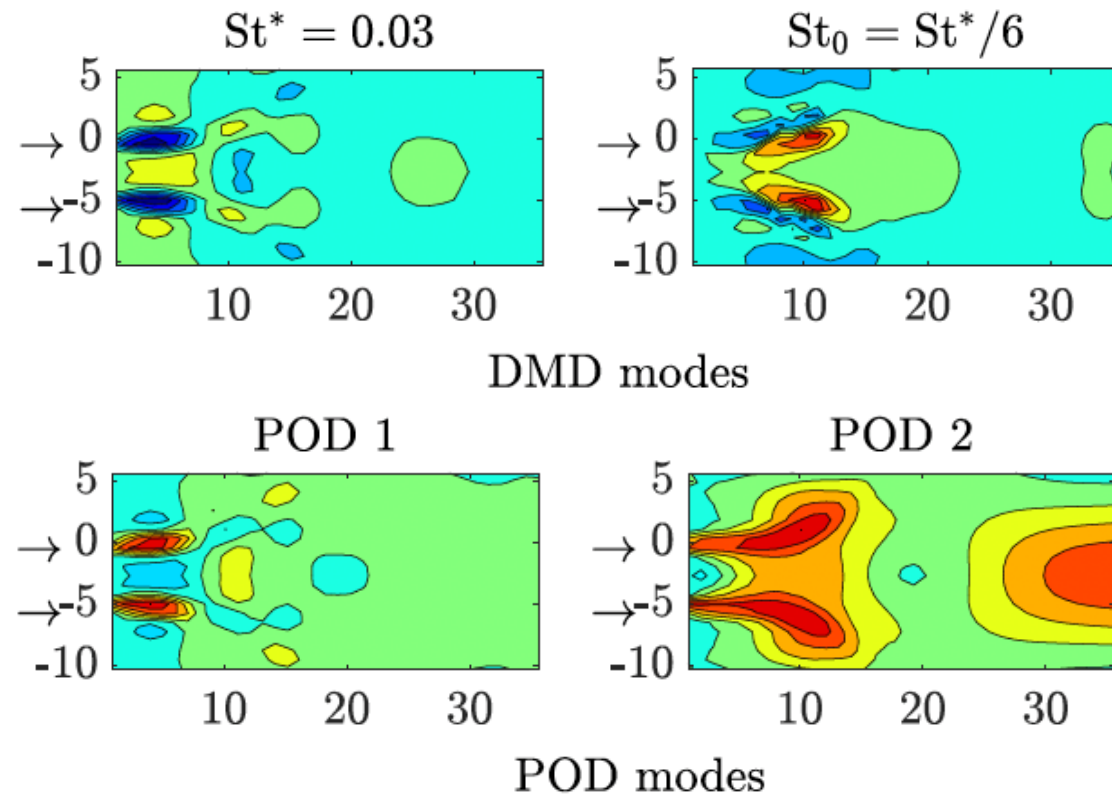 St* = 0.03
St₀ = St*/6
5
→ 0
→ -5
-10
10 20 30
5
→ 0
→ -5
-10
10 20 30
DMD modes
POD 1
POD 2
5
→ 0
→ -5
-10
10 20 30
5
→ 0
→ -5
-10
10 20 30
POD modes